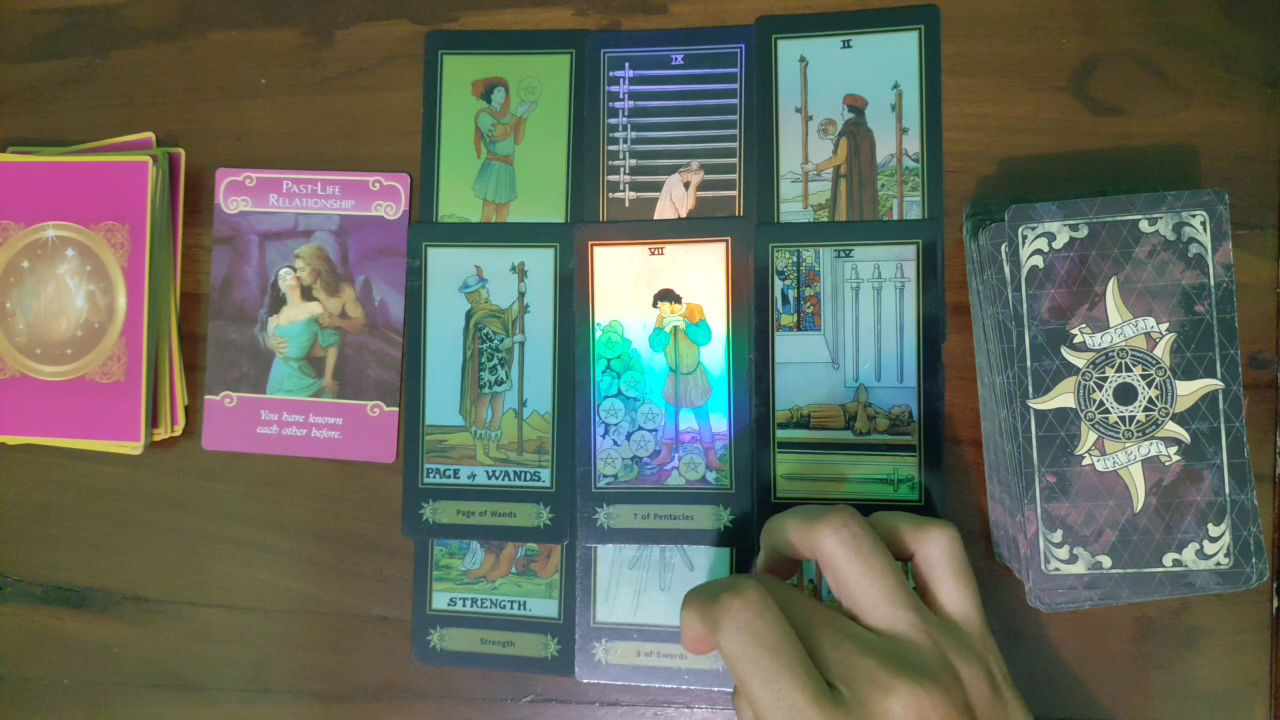 PAST-LIFE
RELATIONSHIP
You have known
each other before.
IX
II
PAGE of WANDS.
Page of Wands
VII
7 of Pentacles
IV
STRENGTH.
Strength
3 of Swords
TAROT
TAROT